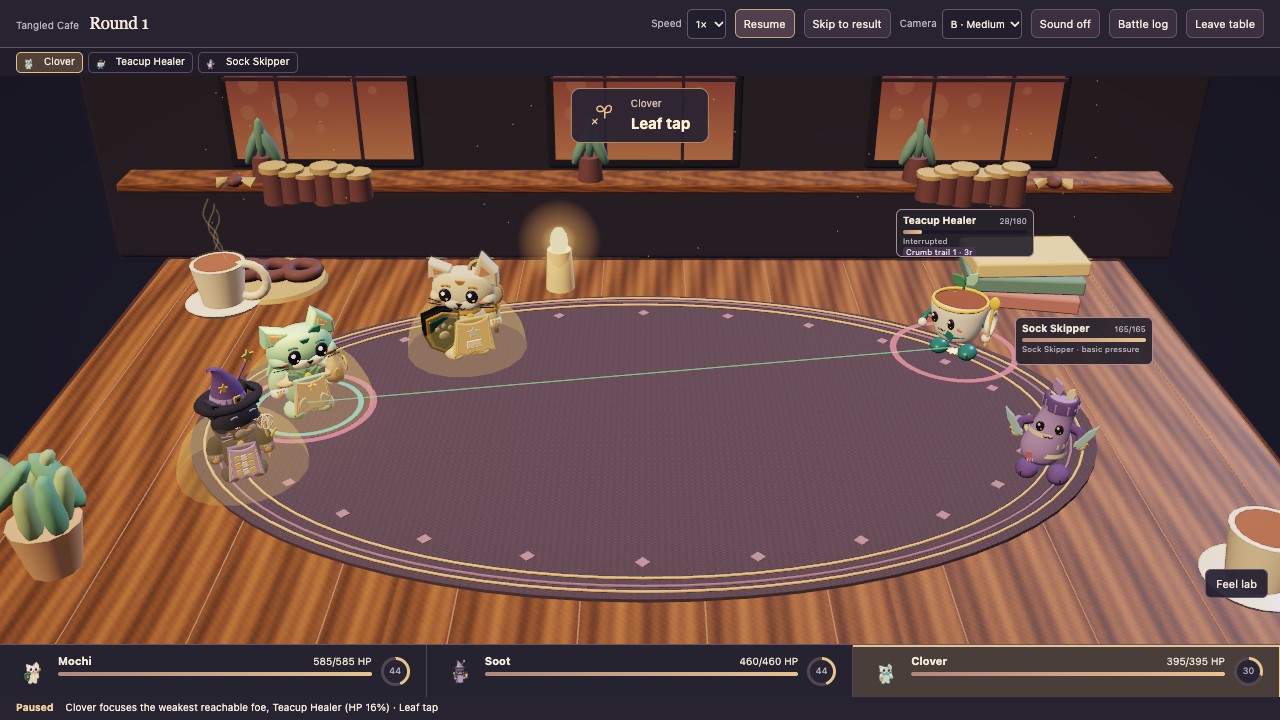 Tangled Cafe Round 1
Speed 1x Resume Skip to result Camera B · Medium Sound off Battle log Leave table
Clover Teacup Healer Sock Skipper
Clover
Leaf tap
Teacup Healer 28/180
Interrupted
Crumb trail 1 · 3r
Sock Skipper 165/165
Sock Skipper · basic pressure
Feel lab
Mochi 585/585 HP 44
Soot 460/460 HP 44
Clover 395/395 HP 30
Paused Clover focuses the weakest reachable foe, Teacup Healer (HP 16%) · Leaf tap